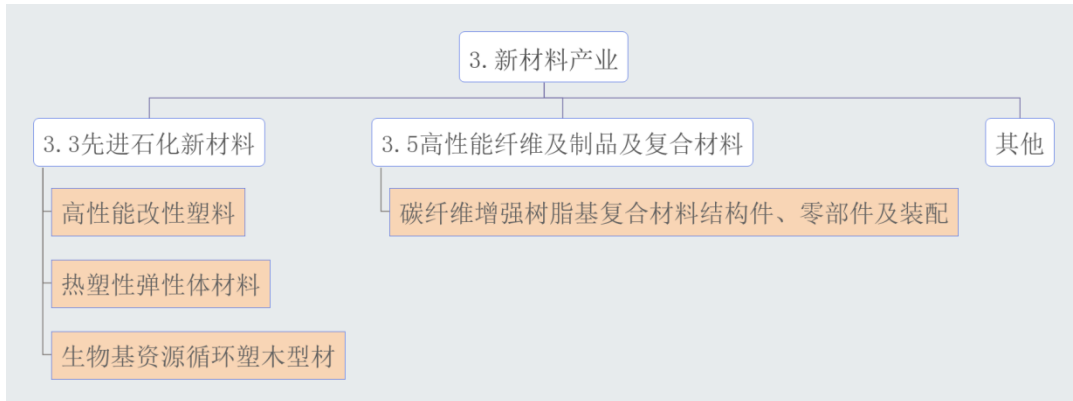 3.新材料产业
3.3先进石化新材料
3.5高性能纤维及制品及复合材料
其他
高性能改性塑料
碳纤维增强树脂基复合材料结构件、零部件及装配
热塑性弹性体材料
生物基资源循环塑木型材